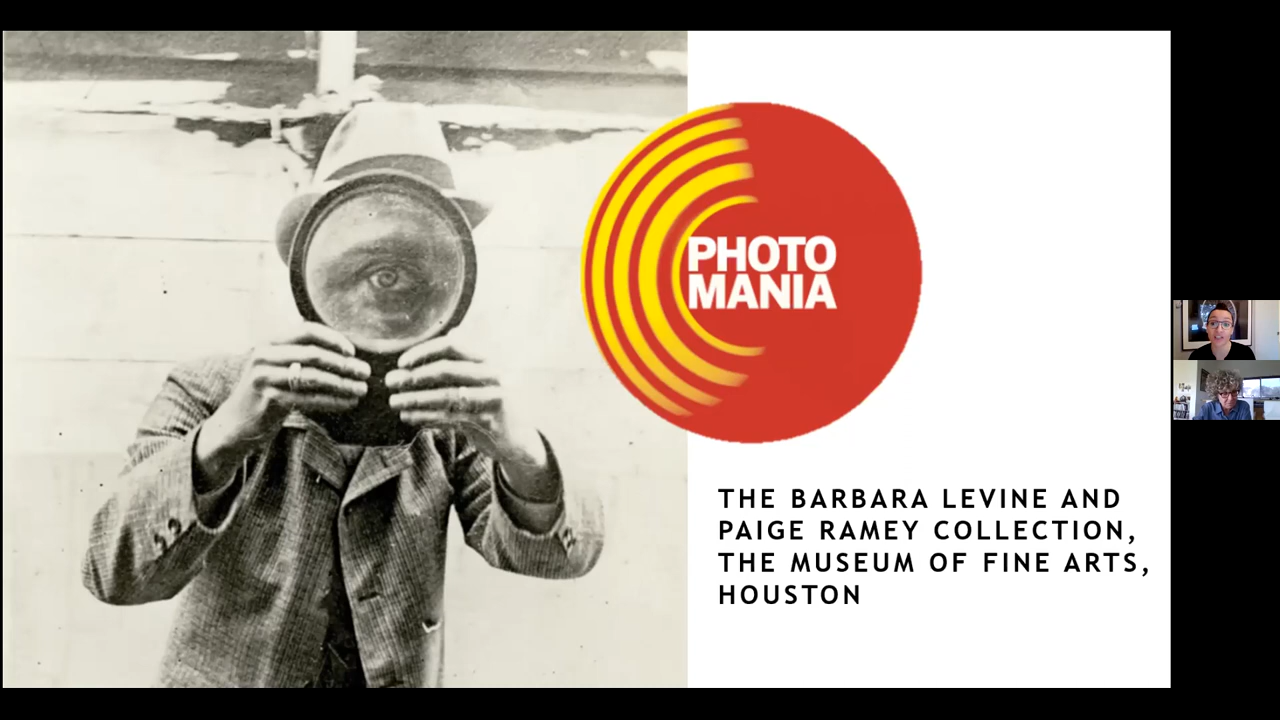 PHOTO
MANIA
THE BARBARA LEVINE AND
PAIGE RAMEY COLLECTION,
THE MUSEUM OF FINE ARTS,
HOUSTON